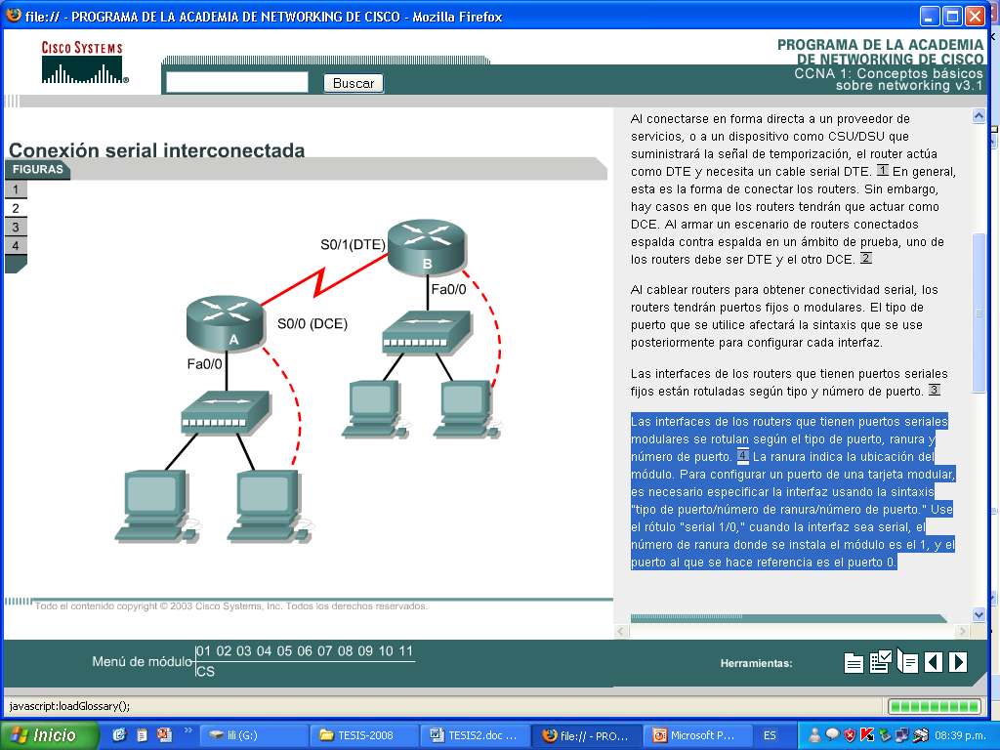 file:// - PROGRAMA DE LA ACADEMIA DE NETWORKING DE CISCO - Mozilla Firefox
CISCO SYSTEMS
®
Buscar
PROGRAMA DE LA ACADEMIA
DE NETWORKING DE CISCO
CCNA 1: Conceptos básicos
sobre networking v3.1
Conexión serial interconectada
FIGURAS
1
2
3
4
S0/1(DTE)
B
Fa0/0
S0/0 (DCE)
A
Fa0/0
Al conectarse en forma directa a un proveedor de
servicios, o a un dispositivo como CSU/DSU que
suministrará la señal de temporización, el router actúa
como DTE y necesita un cable serial DTE. 1 En general,
esta es la forma de conectar los routers. Sin embargo,
hay casos en que los routers tendrán que actuar como
DCE. Al armar un escenario de routers conectados
espalda contra espalda en un ámbito de prueba, uno de
los routers debe ser DTE y el otro DCE. 2
Al cablear routers para obtener conectividad serial, los
routers tendrán puertos fijos o modulares. El tipo de
puerto que se utilice afectará la sintaxis que se use
posteriormente para configurar cada interfaz.
Las interfaces de los routers que tienen puertos seriales
fijos están rotuladas según tipo y número de puerto. 3
Las interfaces de los routers que tienen puertos seriales
modulares se rotulan según el tipo de puerto, ranura y
número de puerto. 4 La ranura indica la ubicación del
módulo. Para configurar un puerto de una tarjeta modular,
es necesario especificar la interfaz usando la sintaxis
"tipo de puerto/número de ranura/número de puerto." Use
el rótulo "serial 1/0," cuando la interfaz sea serial, el
número de ranura donde se instala el módulo es el 1, y el
puerto al que se hace referencia es el puerto 0.
Todo el contenido copyright © 2003 Cisco Systems, Inc. Todos los derechos reservados.
Menú de módulo
01 02 03 04 05 06 07 08 09 10 11
CS
Herramientas:
javascript:loadGlossary();
Inicio
»
lili (G:)
TESIS-2008
TESIS2.doc ...
file:// - PRO...
Microsoft P...
ES
08:39 p.m.